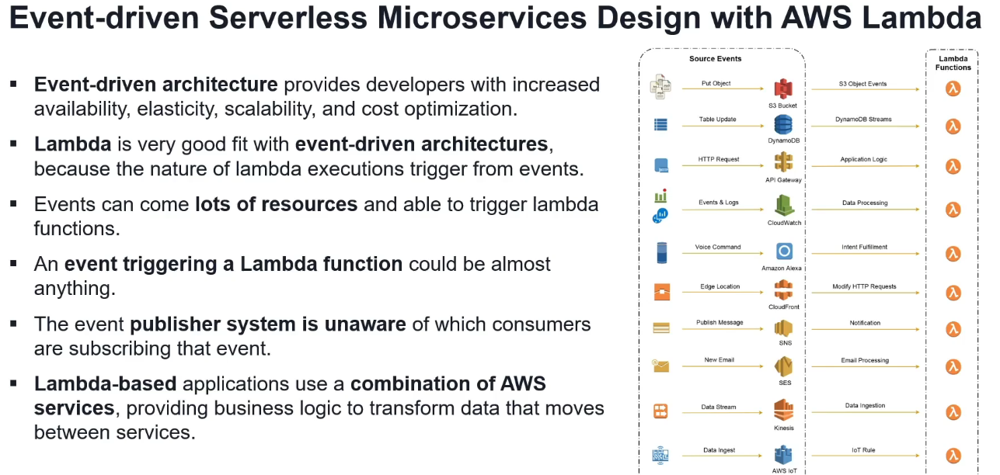 Event-driven Serverless Microservices Design with AWS Lambda
▪ Event-driven architecture provides developers with increased
availability, elasticity, scalability, and cost optimization.
▪ Lambda is very good fit with event-driven architectures,
because the nature of lambda executions trigger from events.
▪ Events can come lots of resources and able to trigger lambda
functions.
▪ An event triggering a Lambda function could be almost
anything.
▪ The event publisher system is unaware of which consumers
are subscribing that event.
▪ Lambda-based applications use a combination of AWS
services, providing business logic to transform data that moves
between services.
Source Events
Lambda
Functions
Put Object
S3 Bucket
S3 Object Events
Table Update
DynamoDB
DynamoDB Streams
HTTP Request
API Gateway
Application Logic
Events & Logs
CloudWatch
Data Processing
Voice Command
Amazon Alexa
Intent Fulfillment
Edge Location
CloudFront
Modify HTTP Requests
Publish Message
SNS
Notification
New Email
SES
Email Processing
Data Stream
Kinesis
Data Ingestion
Data Ingest
AWS IoT
IoT Rule